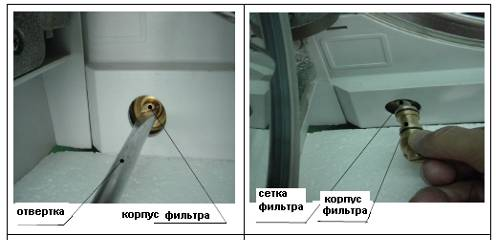 отвертка
корпус фильтра
сетка
фильтра
корпус
фильтра